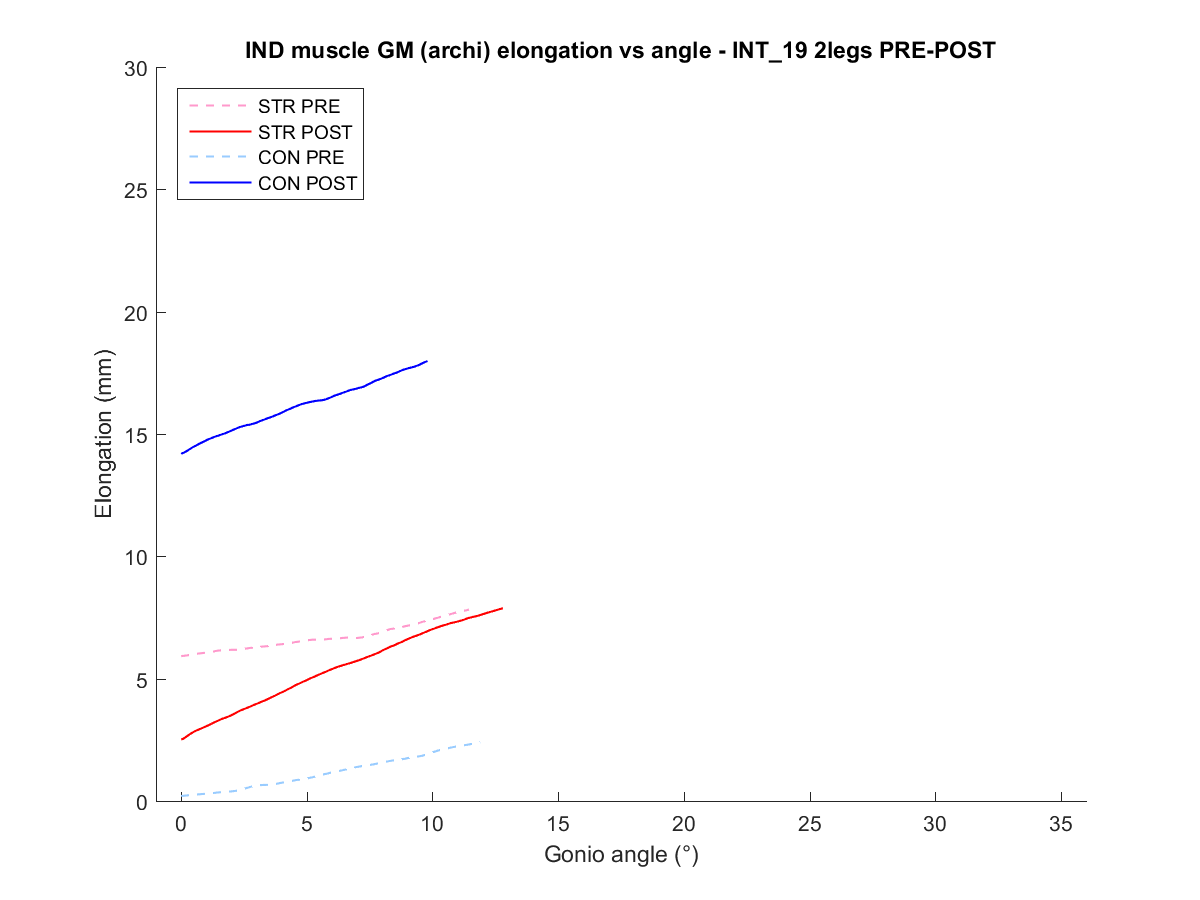 IND muscle GM (archi) elongation vs angle - INT_19 2legs PRE-POST
30
25
20
15
10
5
0
Elongation (mm)
STR PRE
STR POST
CON PRE
CON POST
0 5 10 15 20 25 30 35
Gonio angle (°)